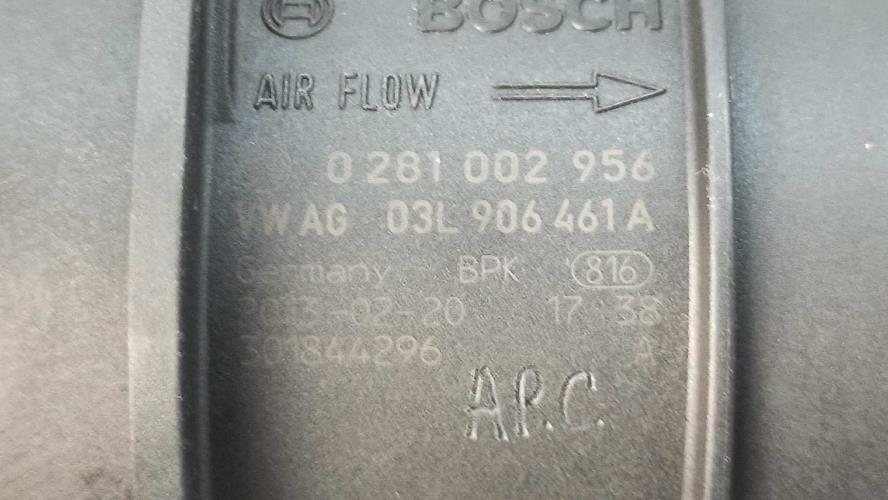 BOSCH
AIR FLOW
0 281 002 956
VW AG 03L 906 461 A
Germany BPK 816
2013-02-20 17:38
301844296 A
A.P.C.